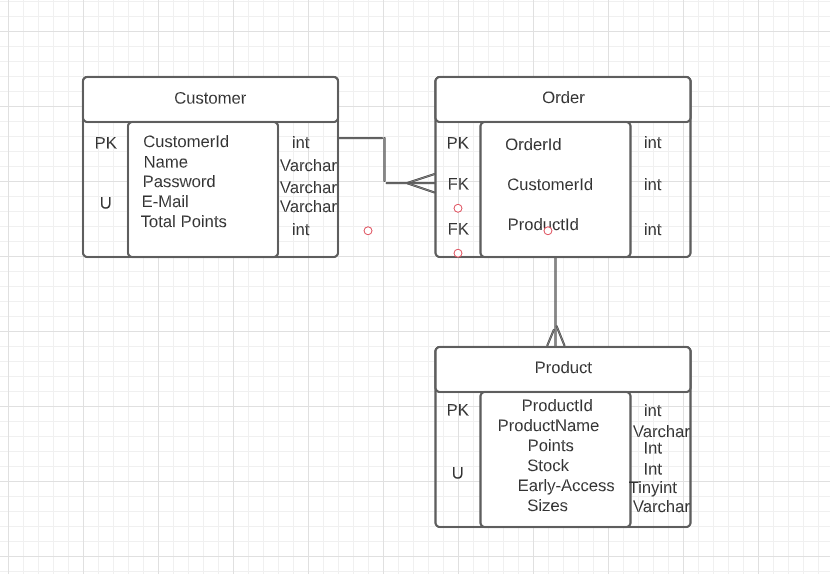 Customer
PK CustomerId int
Name Varchar
Password Varchar
U E-Mail Varchar
Total Points int
Order
PK OrderId int
FK CustomerId int
FK ProductId int
Product
PK ProductId int
ProductName Varchar
Points Int
U Stock Int
Early-Access Tinyint
Sizes Varchar